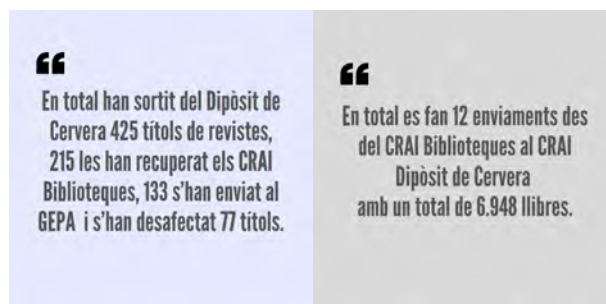 “
En total han sortit del Dipòsit de
Cervera 425 títols de revistes,
215 les han recuperat els CRAI
Biblioteques, 133 s’han enviat al
GEPA i s’han desafectat 77 títols.
“
En total es fan 12 enviaments des
del CRAI Biblioteques al CRAI
Dipòsit de Cervera
amb un total de 6.948 llibres.